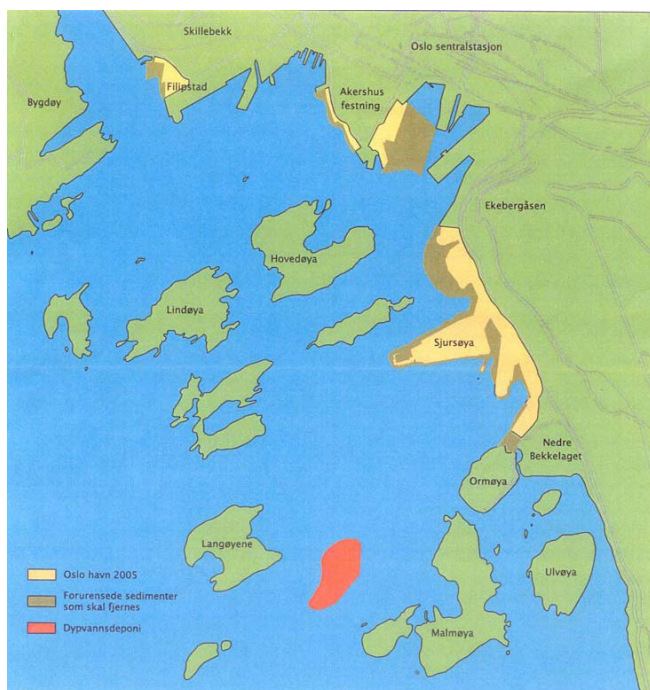 Skillebekk
Oslo sentralstasjon
Filipstad
Akershus
festning
Bygdøy
Ekebergåsen
Hovedøya
Lindøya
Sjursøya
Nedre
Bekkelaget
Ormøya
Langøyene
Ulvøya
Malmøya
Oslo havn 2005
Forurensede sedimenter
som skal fjernes
Dypvannsdeponi